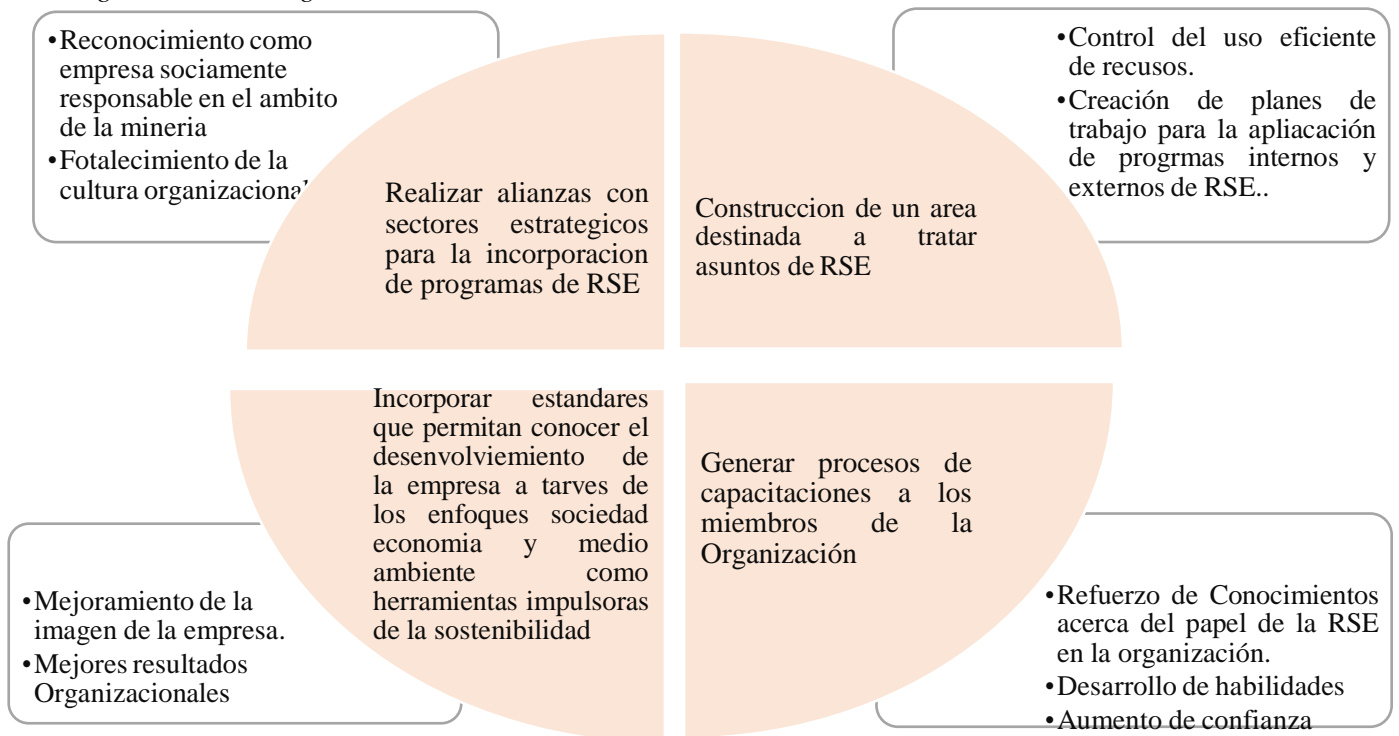 •Reconocimiento como
empresa sociamente
responsable en el ambito
de la mineria
•Fotalecimiento de la
cultura organizacional
Realizar alianzas con
sectores estrategicos
para la incorporacion
de programas de RSE
Construccion de un area
destinada a tratar
asuntos de RSE
•Control del uso eficiente
de recusos.
•Creación de planes de
trabajo para la apliacación
de progrmas internos y
externos de RSE..
Incorporar estandares
que permitan conocer el
desenvolviemiento de
la empresa a tarves de
los enfoques sociedad
economia y medio
ambiente como
herramientas impulsoras
de la sostenibilidad
Generar procesos de
capacitaciones a los
miembros de la
Organización
•Mejoramiento de la
imagen de la empresa.
•Mejores resultados
Organizacionales
•Refuerzo de Conocimientos
acerca del papel de la RSE
en la organización.
•Desarrollo de habilidades
•Aumento de confianza